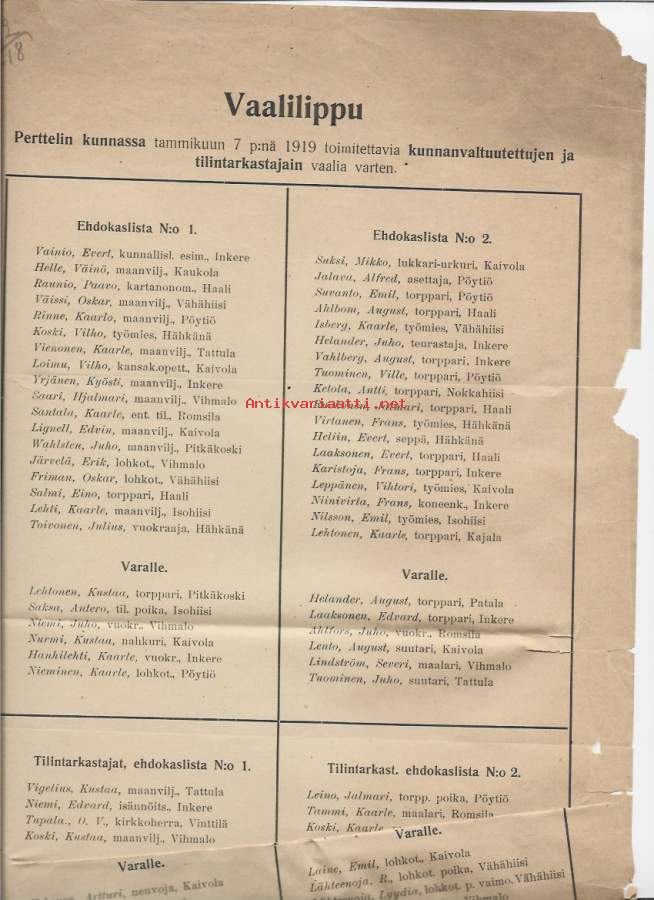 18
Vaalilippu
Perttelin kunnassa tammikuun 7 p:nä 1919 toimitettavia kunnanvaltuutettujen ja
tilintarkastajain vaalia varten.
Ehdokaslista N:o 1.
Vainio, Evert, kunnallisl. esim., Inkere
Helle, Väinö, maanvilj., Kaukola
Raunio, Paavo, kartanonom., Haali
Väissi, Oskar, maanvilj., Vähähiisi
Rinne, Kaarlo, maanvilj., Pöytiö
Koski, Vilho, työmies, Hähkänä
Vienonen, Kaarle, maanvilj., Tattula
Loimu, Vilho, kansak.opett., Kaivola
Yrjänen, Kyösti, maanvilj., Inkere
Saari, Hjalmari, maanvilj., Vihmalo
Santala, Kaarle, ent. til., Romsila
Lignell, Edvin, maanvilj., Kaivola
Wahlsten, Juho, maanvilj., Pitkäkoski
Järvelä, Erik, lohkot., Vihmalo
Friman, Oskar, lohkot., Vähähiisi
Salmi, Eino, torppari, Haali
Lehti, Kaarle, maanvilj., Isohiisi
Toivonen, Julius, vuokraaja, Hähkänä
Varalle.
Lehtonen, Kustaa, torppari, Pitkäkoski
Saksa, Antero, til. poika, Isohiisi
Niemi, Juho, vuokr., Vihmalo
Nurmi, Kustaa, nahkuri, Kaivola
Hanhilehti, Kaarle, vuokr., Inkere
Nieminen, Kaarle, lohkot., Pöytiö
Ehdokaslista N:o 2.
Suksi, Mikko, lukkari-urkuri, Kaivola
Jalava, Alfred, asettaja, Pöytiö
Suvanto, Emil, torppari, Pöytiö
Ahlbom, August, torppari, Haali
Isberg, Kaarle, työmies, Vähähiisi
Helander, Juho, teurastaja, Inkere
Vahlberg, August, torppari, Inkere
Tuominen, Ville, torppari, Pöytiö
Ketola, Antti, torppari, Nokkahiisi
Jalmari, torppari, Haali
Antikvariaatti.net
Virtanen, Frans, työmies, Hähkänä
Heliin, Evert, seppä, Hähkänä
Laaksonen, Evert, torppari, Haali
Karistoja, Frans, torppari, Inkere
Leppänen, Vihtori, työmies, Kaivola
Niinivirta, Frans, koneenk., Inkere
Nilsson, Emil, työmies, Isohiisi
Lehtonen, Kaarle, torppari, Kajala
Varalle.
Helander, August, torppari, Patala
Laaksonen, Edvard, torppari, Inkere
Ahlfors, Juho, vuokr., Romsila
Lento, August, suutari, Kaivola
Lindström, Severi, maalari, Vihmalo
Tuominen, Juho, suutari, Tattula
Tilintarkastajat, ehdokaslista N:o 1.
Vigelius, Kustaa, maanvilj., Tattula
Niemi, Edvard, isännöits., Inkere
Tapala., O. V., kirkkoherra, Vinttilä
Koski, Kustaa, maanvilj., Vihmalo
Varalle.
Artturi, neuvoja, Kaivola
Tilintarkast. ehdokaslista N:o 2.
Leino, Jalmari, torpp. poika, Pöytiö
Tammi, Kaarle, maalari, Romsila
Koski, Kaarle
Varalle.
Laine, Emil, lohkot., Kaivola
Lähteenoja, R., lohkot. poika, Vähähiisi
Lyydia, lohkot. p. vaimo, Vähähiisi